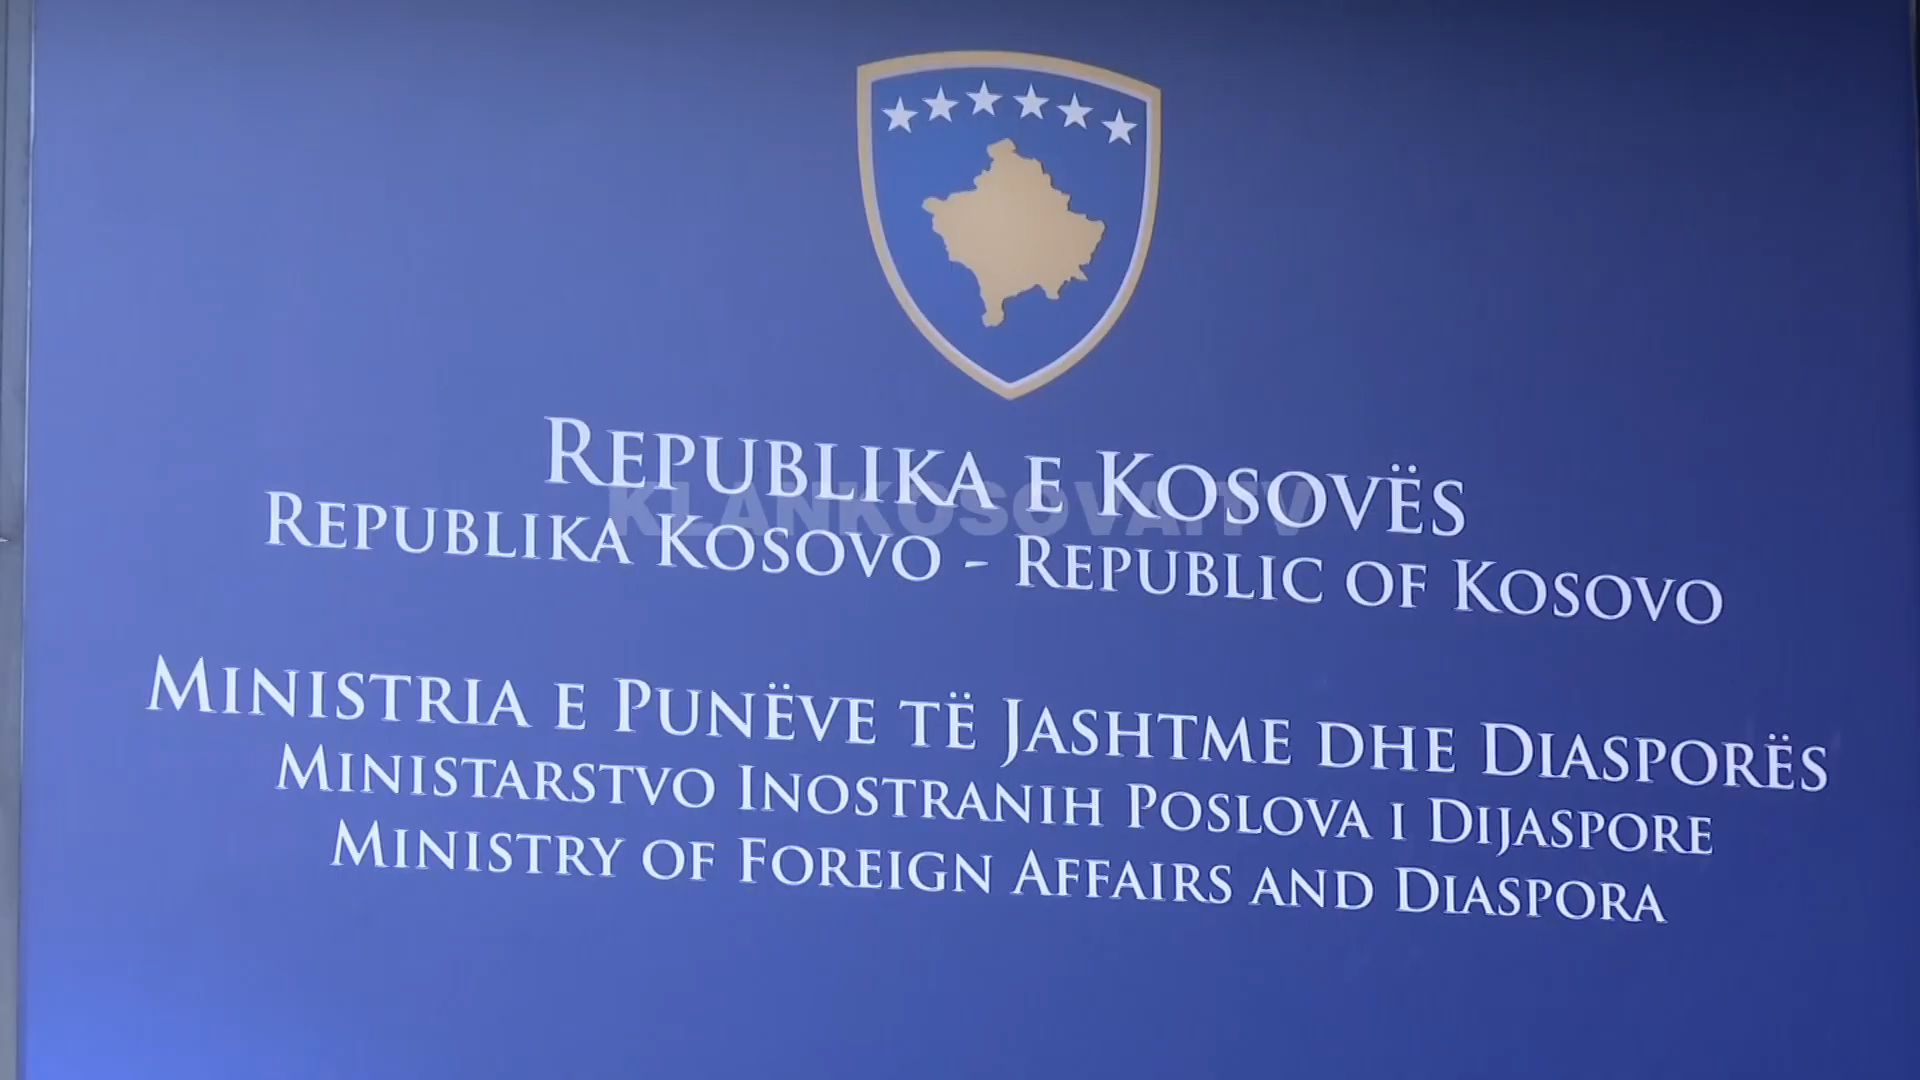 REPUBLIKA E KOSOVËS
KLANKOSOVA.TV
REPUBLIKA KOSOVO - REPUBLIC OF KOSOVO
MINISTRIA E PUNËVE TË JASHTME DHE DIASPORËS
MINISTARSTVO INOSTRANIH POSLOVA I DIJASPORE
MINISTRY OF FOREIGN AFFAIRS AND DIASPORA